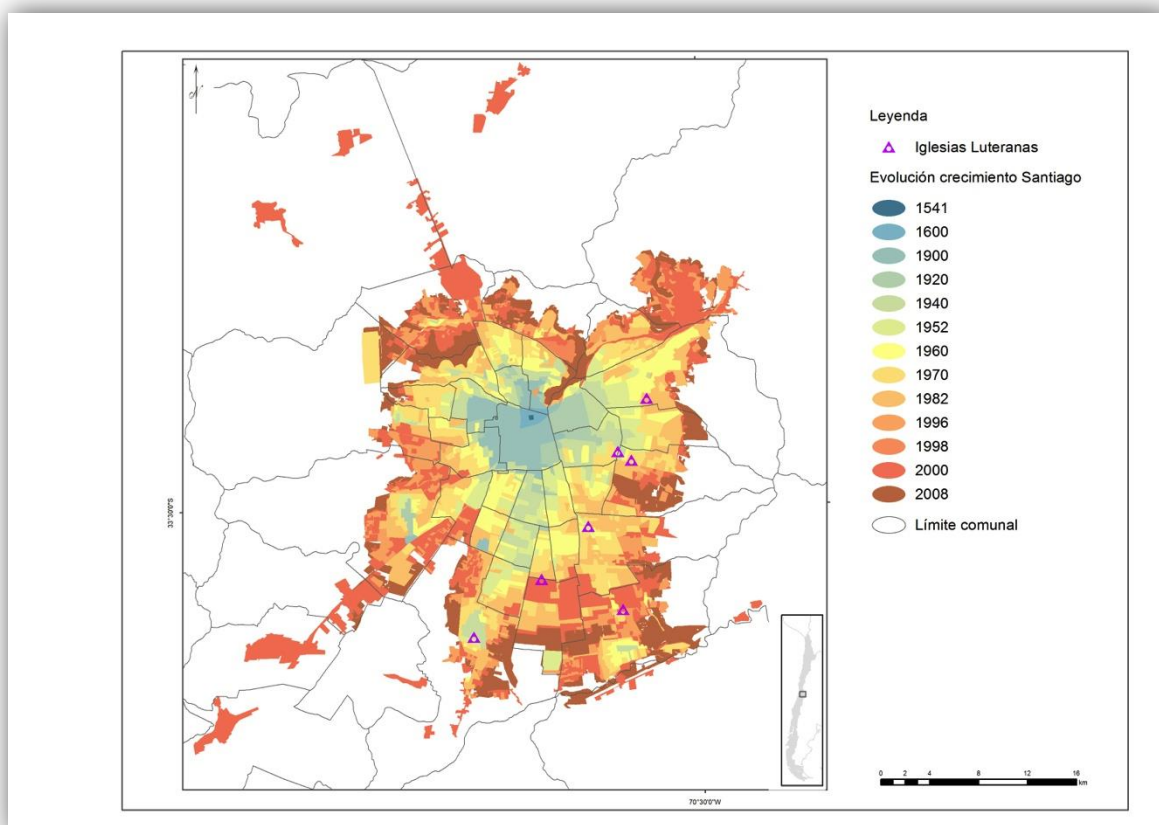 Leyenda
Iglesias Luteranas
Evolución crecimiento Santiago
1541
1600
1900
1920
1940
1952
1960
1970
1982
1996
1998
2000
2008
Límite comunal
33°30'0"S
70°30'0"W
0 2 4 8 12 16
km